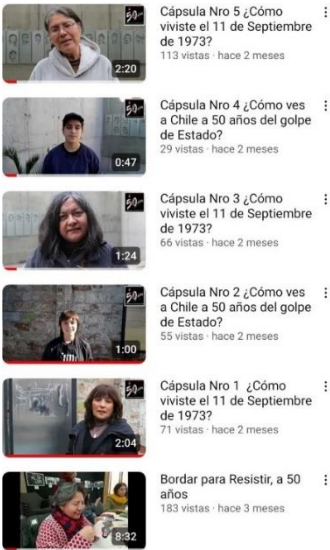 50
2:20
Cápsula Nro 5 ¿Cómo
viviste el 11 de Septiembre
de 1973?
113 vistas · hace 2 meses
50
0:47
Cápsula Nro 4 ¿Cómo ves
a Chile a 50 años del golpe
de Estado?
29 vistas · hace 2 meses
50
1:24
Cápsula Nro 3 ¿Cómo
viviste el 11 de Septiembre
de 1973?
66 vistas · hace 2 meses
50
1:00
Cápsula Nro 2 ¿Cómo ves
a Chile a 50 años del golpe
de Estado?
55 vistas · hace 2 meses
50
2:04
Cápsula Nro 1 ¿Cómo
viviste el 11 de Septiembre
de 1973?
71 vistas · hace 2 meses
8:32
Bordar para Resistir, a 50
años
183 vistas · hace 3 meses